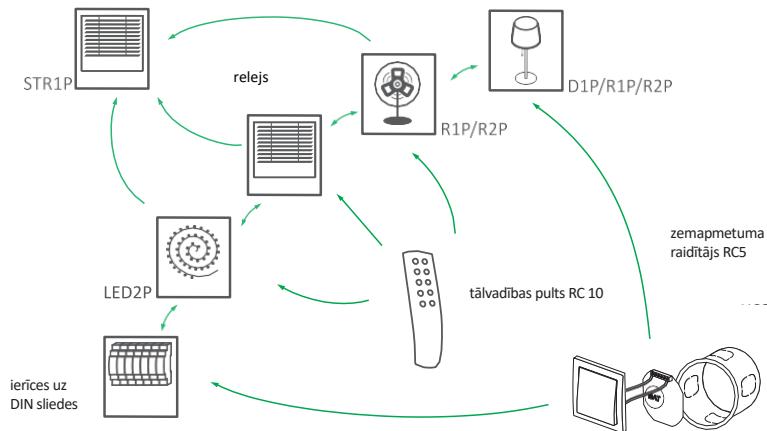 STR1P
relejs
D1P/R1P/R2P
R1P/R2P
zemapmetuma
raidītājs RC5
LED2P
tālvadības pults RC 10
ierīces uz
DIN sliedes